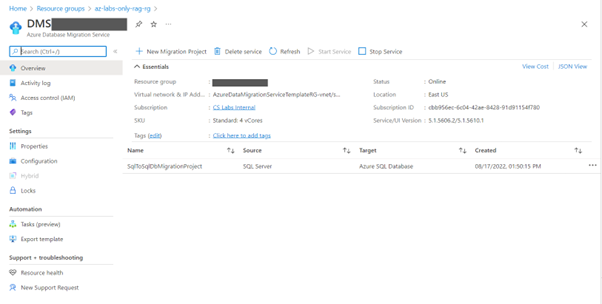 Home > Resource groups > az-labs-only-rag-rg >
DMS
Azure Database Migration Service
Search (Ctrl+/)
Overview
Activity log
Access control (IAM)
Tags
Settings
Properties
Configuration
Hybrid
Locks
Automation
Tasks (preview)
Export template
Support + troubleshooting
Resource health
New Support Request
+ New Migration Project Delete service Refresh Start Service Stop Service
Essentials View Cost JSON View
Resource group : Status : Online
Virtual network & IP Add... : AzureDataMigrationServiceTemplateRG-vnet/s... Location : East US
Subscription : CS Labs Internal Subscription ID : cbb956ec-6c04-42ae-8428-91d91154f780
SKU : Standard: 4 vCores Service/UI Version : 5.1.5606.2/5.1.5610.1
Tags (edit) : Click here to add tags
Name Source Target Created
SqlToSqlDbMigrationProject SQL Server Azure SQL Database 08/17/2022, 01:50:15 PM